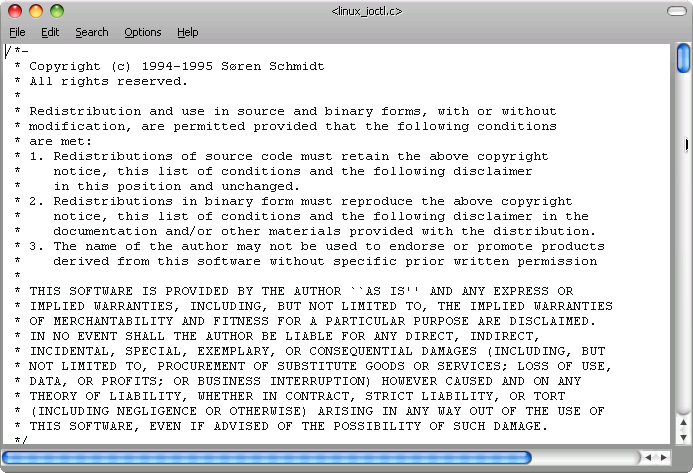 <linux_ioctl.c>
File Edit Search Options Help
/*-
 * Copyright (c) 1994-1995 Søren Schmidt
 * All rights reserved.
 *
 * Redistribution and use in source and binary forms, with or without
 * modification, are permitted provided that the following conditions
 * are met:
 * 1. Redistributions of source code must retain the above copyright
 *    notice, this list of conditions and the following disclaimer
 *    in this position and unchanged.
 * 2. Redistributions in binary form must reproduce the above copyright
 *    notice, this list of conditions and the following disclaimer in the
 *    documentation and/or other materials provided with the distribution.
 * 3. The name of the author may not be used to endorse or promote products
 *    derived from this software without specific prior written permission
 *
 * THIS SOFTWARE IS PROVIDED BY THE AUTHOR ``AS IS'' AND ANY EXPRESS OR
 * IMPLIED WARRANTIES, INCLUDING, BUT NOT LIMITED TO, THE IMPLIED WARRANTIES
 * OF MERCHANTABILITY AND FITNESS FOR A PARTICULAR PURPOSE ARE DISCLAIMED.
 * IN NO EVENT SHALL THE AUTHOR BE LIABLE FOR ANY DIRECT, INDIRECT,
 * INCIDENTAL, SPECIAL, EXEMPLARY, OR CONSEQUENTIAL DAMAGES (INCLUDING, BUT
 * NOT LIMITED TO, PROCUREMENT OF SUBSTITUTE GOODS OR SERVICES; LOSS OF USE,
 * DATA, OR PROFITS; OR BUSINESS INTERRUPTION) HOWEVER CAUSED AND ON ANY
 * THEORY OF LIABILITY, WHETHER IN CONTRACT, STRICT LIABILITY, OR TORT
 * (INCLUDING NEGLIGENCE OR OTHERWISE) ARISING IN ANY WAY OUT OF THE USE OF
 * THIS SOFTWARE, EVEN IF ADVISED OF THE POSSIBILITY OF SUCH DAMAGE.
 */